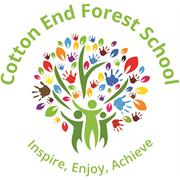 Cotton End Forest School
Inspire, Enjoy, Achieve